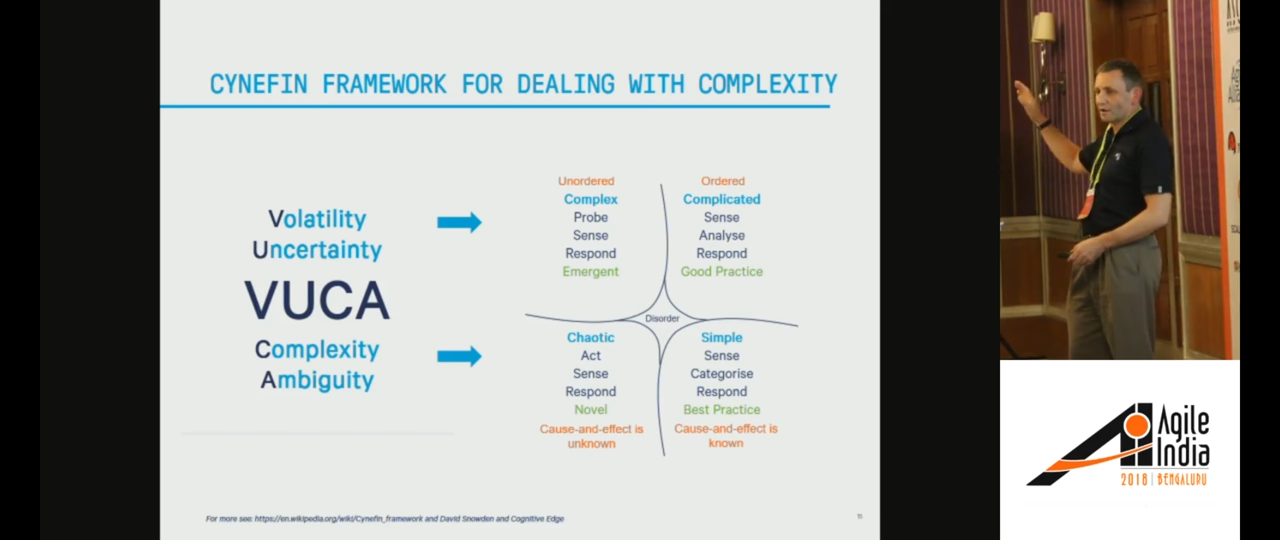 CYNEFIN FRAMEWORK FOR DEALING WITH COMPLEXITY
Volatility
Uncertainty
VUCA
Complexity
Ambiguity
Unordered
Complex
Probe
Sense
Respond
Emergent
Ordered
Complicated
Sense
Analyse
Respond
Good Practice
Disorder
Chaotic
Act
Sense
Respond
Novel
Cause-and-effect is
unknown
Simple
Sense
Categorise
Respond
Best Practice
Cause-and-effect is
known
For more see: https://en.wikipedia.org/wiki/Cynefin_framework and David Snowden and Cognitive Edge
Agile
India
2018 | BENGALURU